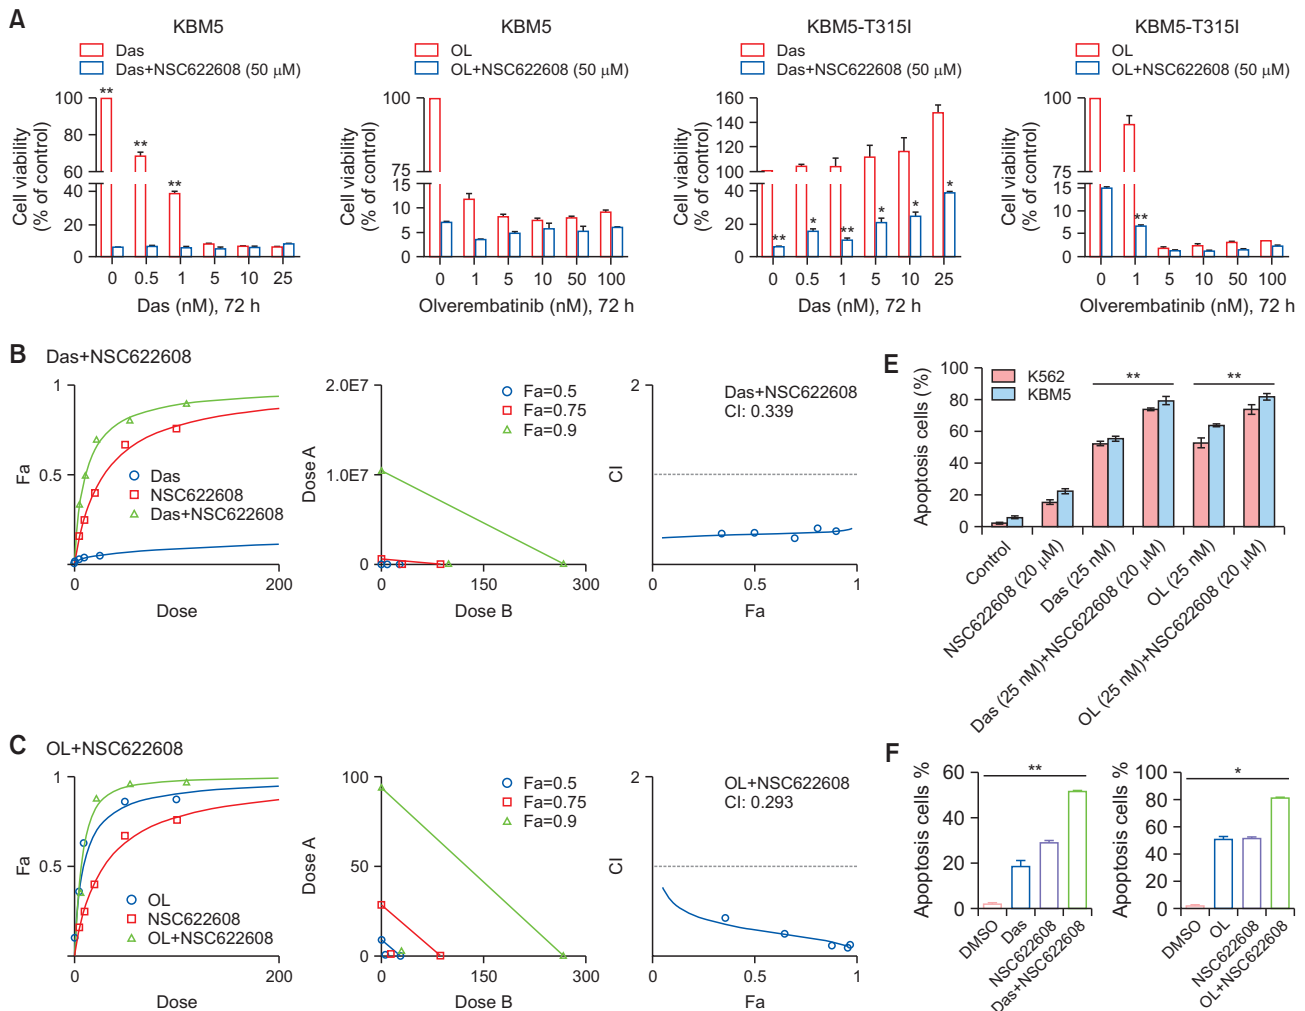 A
KBM5
Das
Das+NSC622608 (50 μM)
Cell viability
(% of control)
100
80
60
40
20
0
**
**
**
0 0.5 1 5 10 25
Das (nM), 72 h
KBM5
OL
OL+NSC622608 (50 μM)
Cell viability
(% of control)
100
75
15
10
5
0
0 1 5 10 50 100
Olverembatinib (nM), 72 h
KBM5-T315I
Das
Das+NSC622608 (50 μM)
Cell viability
(% of control)
160
140
120
100
40
20
0
**
*
**
*
*
*
0 0.5 1 5 10 25
Das (nM), 72 h
KBM5-T315I
OL
OL+NSC622608 (50 μM)
Cell viability
(% of control)
100
75
15
10
5
0
**
0 1 5 10 50 100
Olverembatinib (nM), 72 h
B
Das+NSC622608
Fa
1
0.5
Das
NSC622608
Das+NSC622608
0 200
Dose
Dose A
2.0E7
1.0E7
0
Fa=0.5
Fa=0.75
Fa=0.9
0 150 300
Dose B
CI
2
0
Das+NSC622608
CI: 0.339
0 0.5 1
Fa
C
OL+NSC622608
Fa
1
0.5
OL
NSC622608
OL+NSC622608
0 200
Dose
Dose A
100
50
0
Fa=0.5
Fa=0.75
Fa=0.9
0 150 300
Dose B
CI
2
0
OL+NSC622608
CI: 0.293
0 0.5 1
Fa
E
Apoptosis cells (%)
100
80
60
40
20
0
K562
KBM5
**
**
Control
NSC622608 (20 μM)
Das (25 nM)
Das (25 nM)+NSC622608 (20 μM)
OL (25 nM)
OL (25 nM)+NSC622608 (20 μM)
F
Apoptosis cells %
60
40
20
0
**
DMSO
Das
NSC622608
Das+NSC622608
Apoptosis cells %
100
80
60
40
20
0
*
DMSO
OL
NSC622608
OL+NSC622608